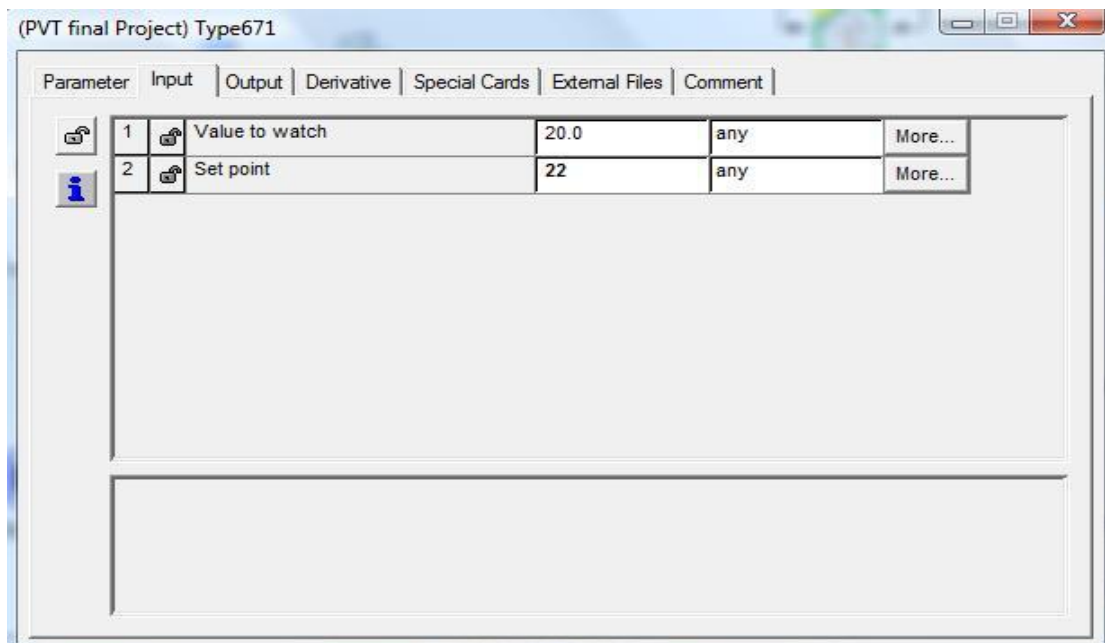 (PVT final Project) Type671
Parameter Input Output Derivative Special Cards External Files Comment
1 Value to watch 20.0 any More...
2 Set point 22 any More...